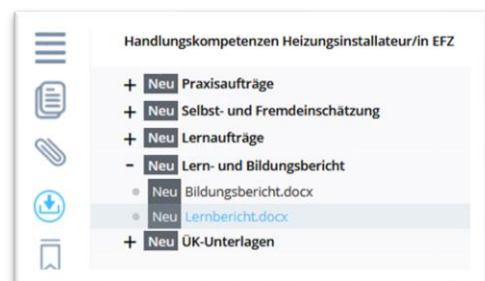 Handlungskompetenzen Heizungsinstallateur/in EFZ
+ Neu Praxisaufträge
+ Neu Selbst- und Fremdeinschätzung
+ Neu Lernaufträge
- Neu Lern- und Bildungsbericht
Neu Bildungsbericht.docx
Neu Lernbericht.docx
+ Neu ÜK-Unterlagen